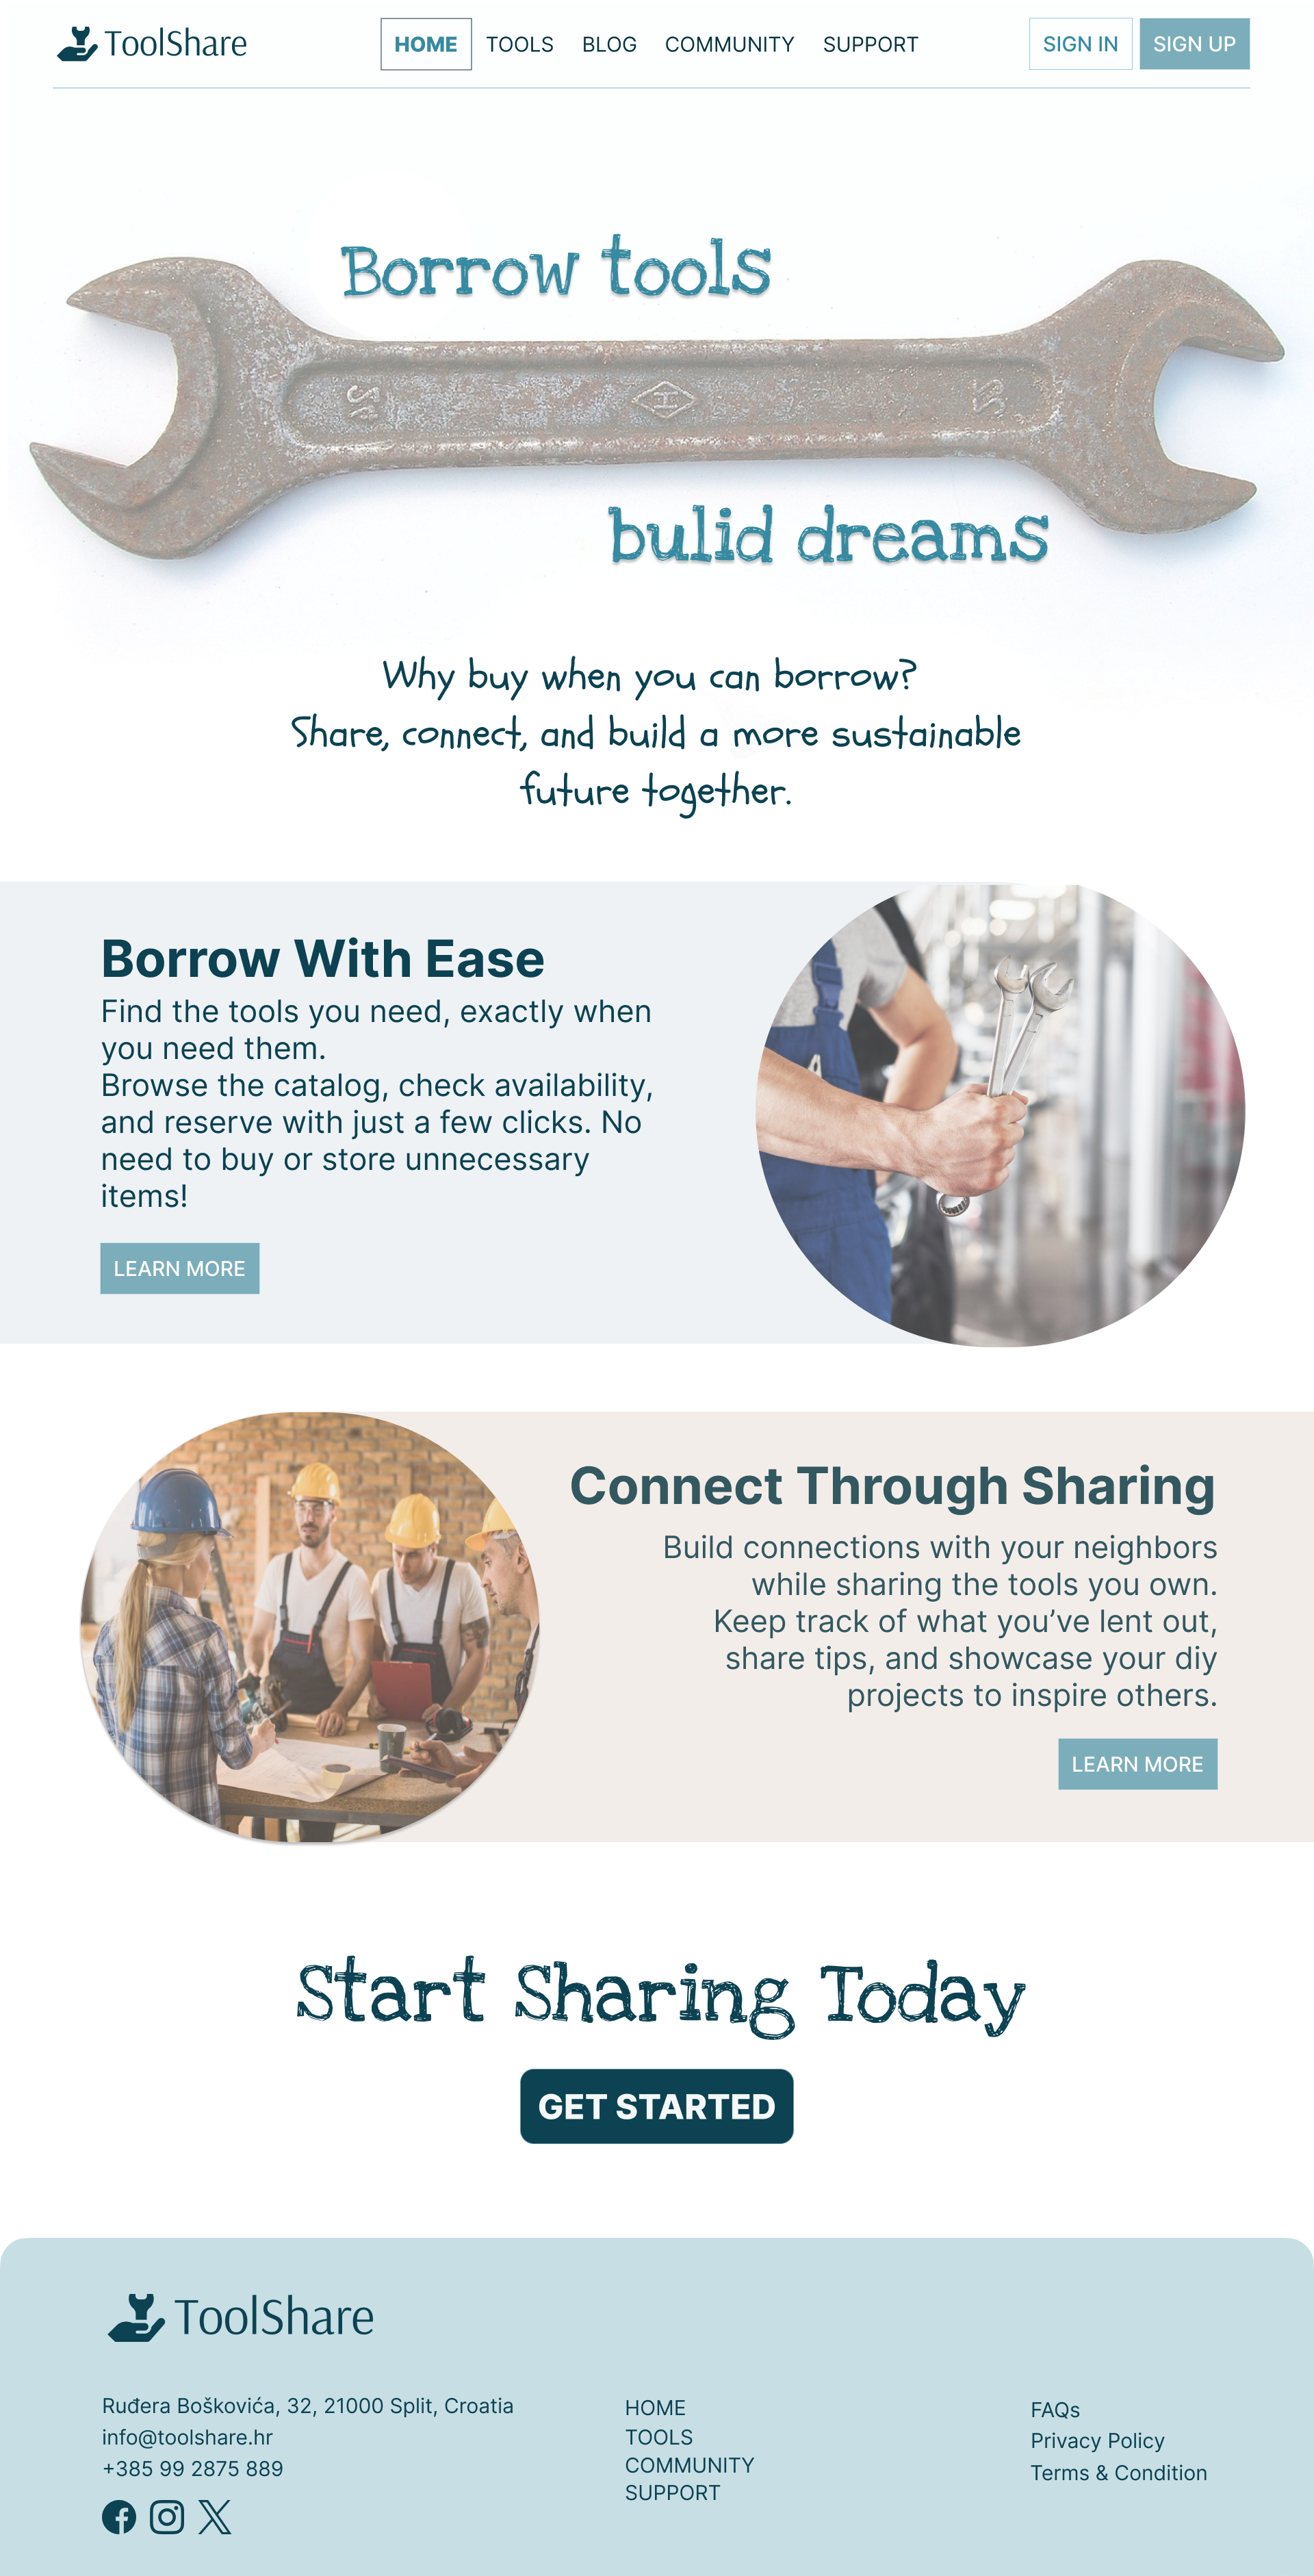 ToolShare
HOME TOOLS BLOG COMMUNITY SUPPORT
SIGN IN SIGN UP
Borrow tools
bulid dreams
Why buy when you can borrow?
Share, connect, and build a more sustainable
future together.
Borrow With Ease
Find the tools you need, exactly when
you need them.
Browse the catalog, check availability,
and reserve with just a few clicks. No
need to buy or store unnecessary
items!
LEARN MORE
Connect Through Sharing
Build connections with your neighbors
while sharing the tools you own.
Keep track of what you’ve lent out,
share tips, and showcase your diy
projects to inspire others.
LEARN MORE
Start Sharing Today
GET STARTED
ToolShare
Ruđera Boškovića, 32, 21000 Split, Croatia
info@toolshare.hr
+385 99 2875 889
HOME
TOOLS
COMMUNITY
SUPPORT
FAQs
Privacy Policy
Terms & Condition